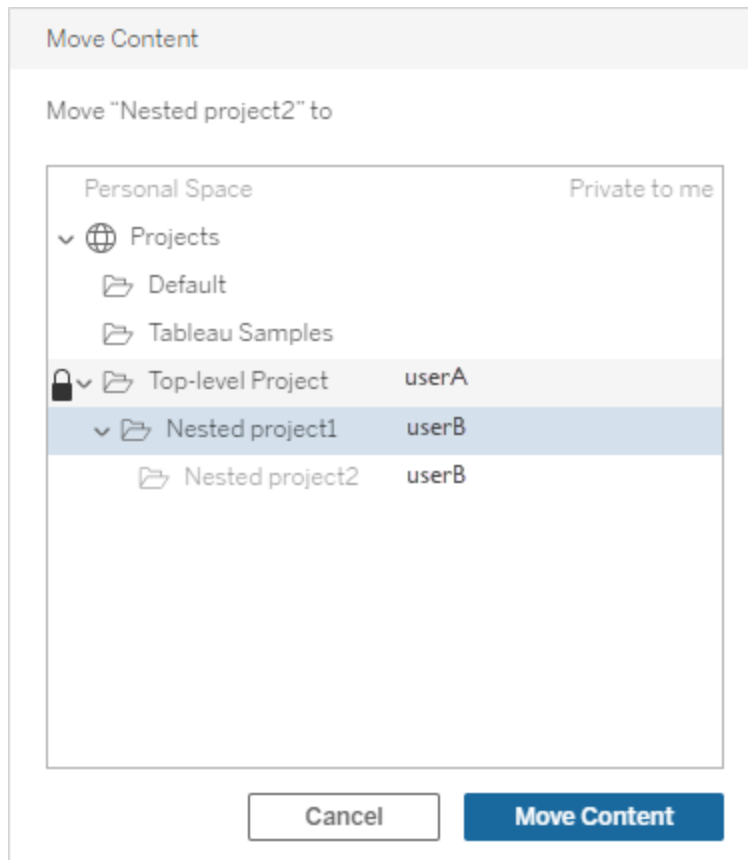 Move Content
Move “Nested project2” to
Personal Space Private to me
Projects
Default
Tableau Samples
Top-level Project userA
Nested project1 userB
Nested project2 userB
Cancel Move Content